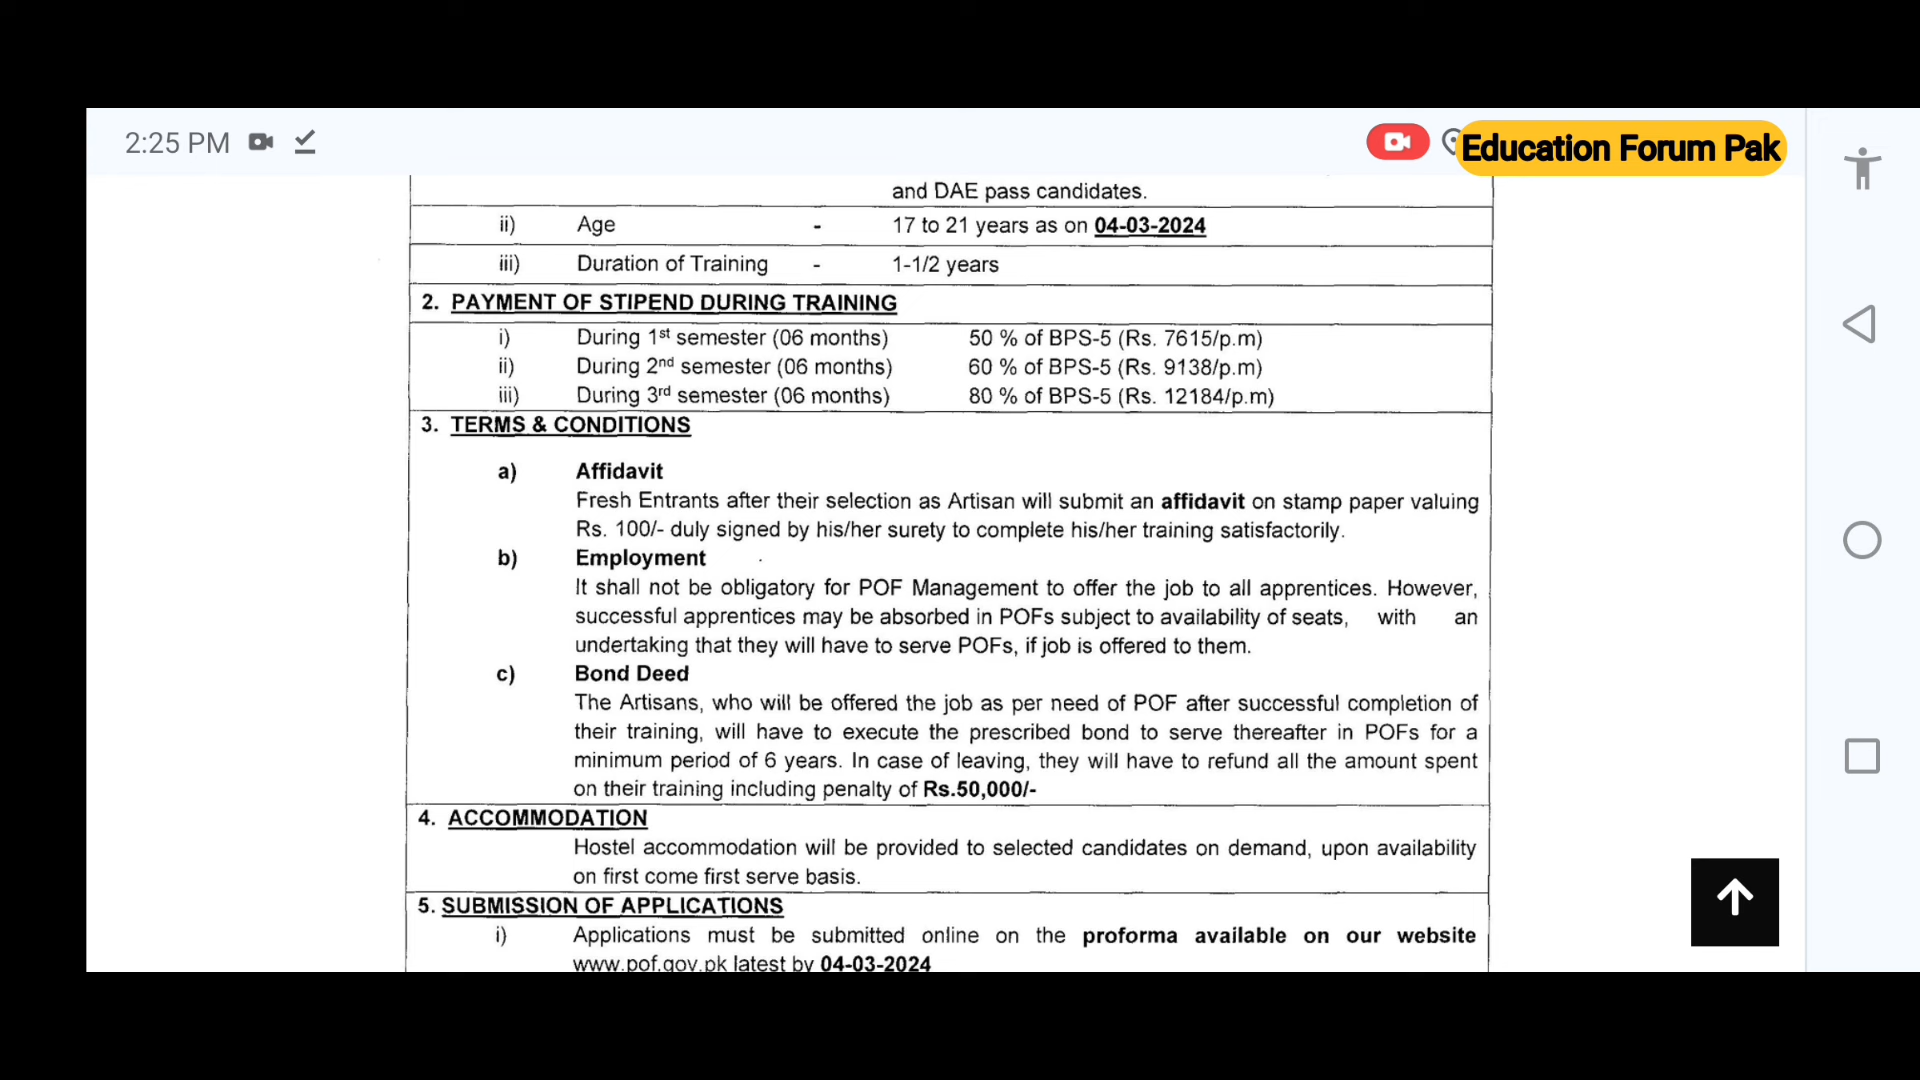 2:25 PM
Education Forum Pak
and DAE pass candidates.
ii) Age - 17 to 21 years as on 04-03-2024
iii) Duration of Training - 1-1/2 years
2. PAYMENT OF STIPEND DURING TRAINING
i) During 1st semester (06 months) 50 % of BPS-5 (Rs. 7615/p.m)
ii) During 2nd semester (06 months) 60 % of BPS-5 (Rs. 9138/p.m)
iii) During 3rd semester (06 months) 80 % of BPS-5 (Rs. 12184/p.m)
3. TERMS & CONDITIONS
a) Affidavit
Fresh Entrants after their selection as Artisan will submit an affidavit on stamp paper valuing
Rs. 100/- duly signed by his/her surety to complete his/her training satisfactorily.
b) Employment
It shall not be obligatory for POF Management to offer the job to all apprentices. However,
successful apprentices may be absorbed in POFs subject to availability of seats, with an
undertaking that they will have to serve POFs, if job is offered to them.
c) Bond Deed
The Artisans, who will be offered the job as per need of POF after successful completion of
their training, will have to execute the prescribed bond to serve thereafter in POFs for a
minimum period of 6 years. In case of leaving, they will have to refund all the amount spent
on their training including penalty of Rs.50,000/-
4. ACCOMMODATION
Hostel accommodation will be provided to selected candidates on demand, upon availability
on first come first serve basis.
5. SUBMISSION OF APPLICATIONS
i) Applications must be submitted online on the proforma available on our website
www.pof.gov.pk latest by 04-03-2024